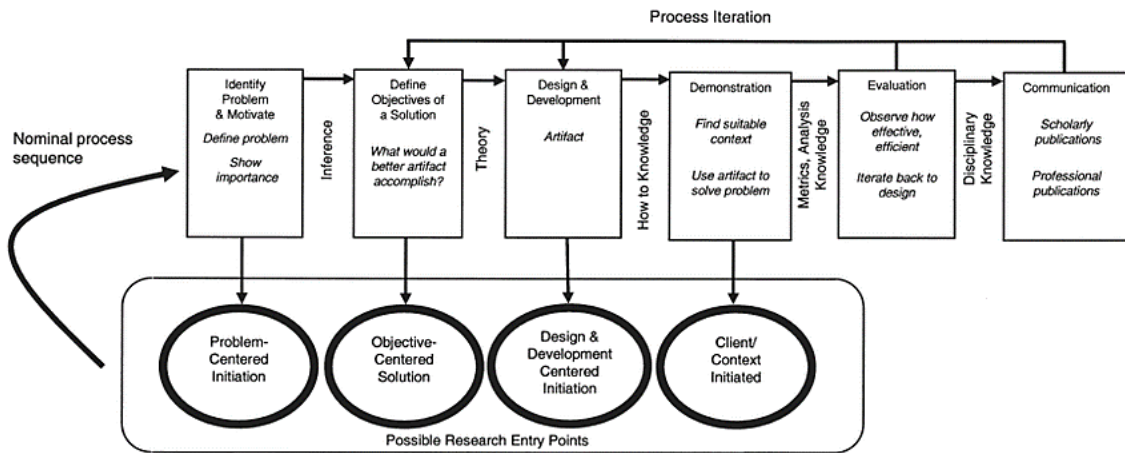 Process Iteration
Nominal process
sequence
Identify
Problem
& Motivate
Define problem
Show
importance
Inference
Define
Objectives of
a Solution
What would a
better artifact
accomplish?
Theory
Design &
Development
Artifact
How to Knowledge
Demonstration
Find suitable
context
Use artifact to
solve problem
Metrics, Analysis
Knowledge
Evaluation
Observe how
effective,
efficient
Iterate back to
design
Disciplinary
Knowledge
Communication
Scholarly
publications
Professional
publications
Problem-
Centered
Initiation
Objective-
Centered
Solution
Design &
Development
Centered
Initiation
Client/
Context
Initiated
Possible Research Entry Points